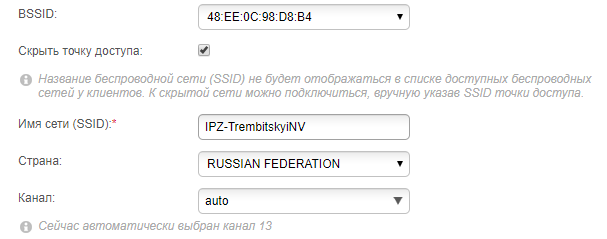 BSSID: 48:EE:0C:98:D8:B4
Скрыть точку доступа:
Название беспроводной сети (SSID) не будет отображаться в списке доступных беспроводных
сетей у клиентов. К скрытой сети можно подключиться, вручную указав SSID точки доступа.
Имя сети (SSID):* IPZ-TrembitskyiNV
Страна: RUSSIAN FEDERATION
Канал: auto
Сейчас автоматически выбран канал 13